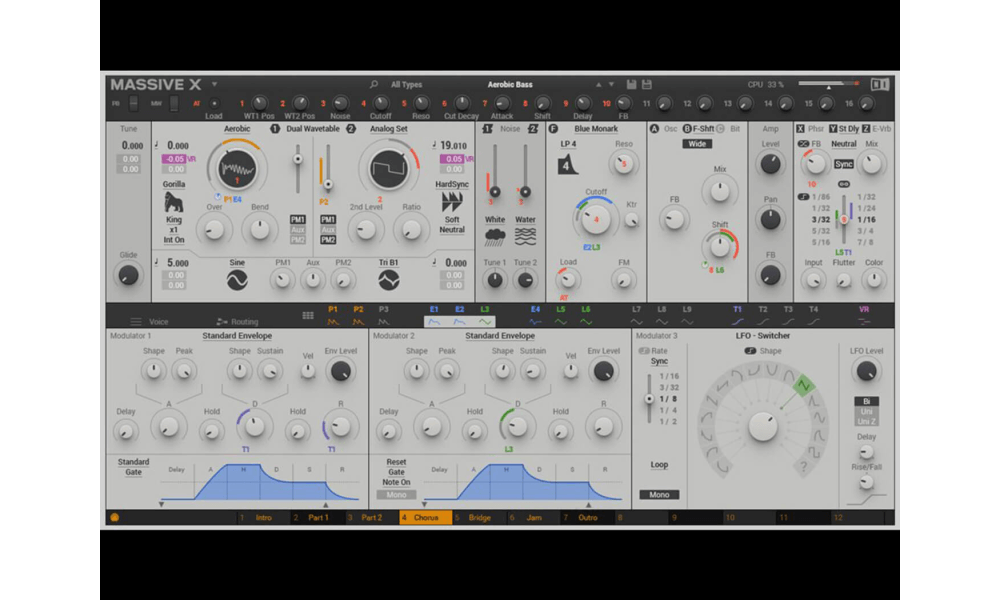 MASSIVE X All Types Aerobic Bass CPU 33 %
PB MW AT 1 2 3 4 5 6 7 8 9 10 11 12 13 14 15 16
Load WT1 Pos WT2 Pos Noise Cutoff Reso Cut Decay Attack Shift Delay FB
Tune Aerobic 1 Dual Wavetable 2 Analog Set 1 Noise 2 F Blue Monark A Osc B F-Shft C Bit Amp X Phsr Y St Dly Z E-Vrb
0.000 0.000 19.010 LP 4 Reso Wide Level FB Neutral Mix
0.00 -0.05 VR 0.05 VR 4 5 Sync
0.00 0.00 0.00 1 10
Gorilla P1 E4 P2 2 HardSync 3 2 Cutoff Mix Pan 1/86 1/32
King Over Bend PM1 PM1 2nd Level Ratio Soft White Water 4 Ktr FB Shift 1/32 1/24
x1 Aux Aux Neutral 3/32 9 1/16
Int On PM2 PM2 E2 L3 5/32 3/4
5/16 7/8
8 L6 L5 T1
Glide 5.000 Sine PM1 Aux PM2 Tri B1 0.000 Tune 1 Tune 2 Load FM FB Input Flutter Color
0.00 0.00
0.00 0.00 AT
Voice Routing P1 P2 P3 E1 E2 L3 E4 L5 L6 L7 L8 L9 T1 T2 T3 T4 VR
Modulator 1 Standard Envelope Modulator 2 Standard Envelope Modulator 3 LFO - Switcher
Shape Peak Shape Sustain Vel Env Level Shape Peak Shape Sustain Vel Env Level Rate Shape LFO Level
Sync
1/16
3/32
1/8
1/4
1/2
Delay A Hold D Hold R Delay A Hold D Hold R Bi
Uni
Uni Z
T1 T1 L3 Delay
Standard Delay A H D S R Reset Delay A H D S R Loop ? Rise/Fall
Gate Gate
Note On
Mono Mono
1 Intro 2 Part 1 3 Part 2 4 Chorus 5 Bridge 6 Jam 7 Outro 8 9 10 11 12